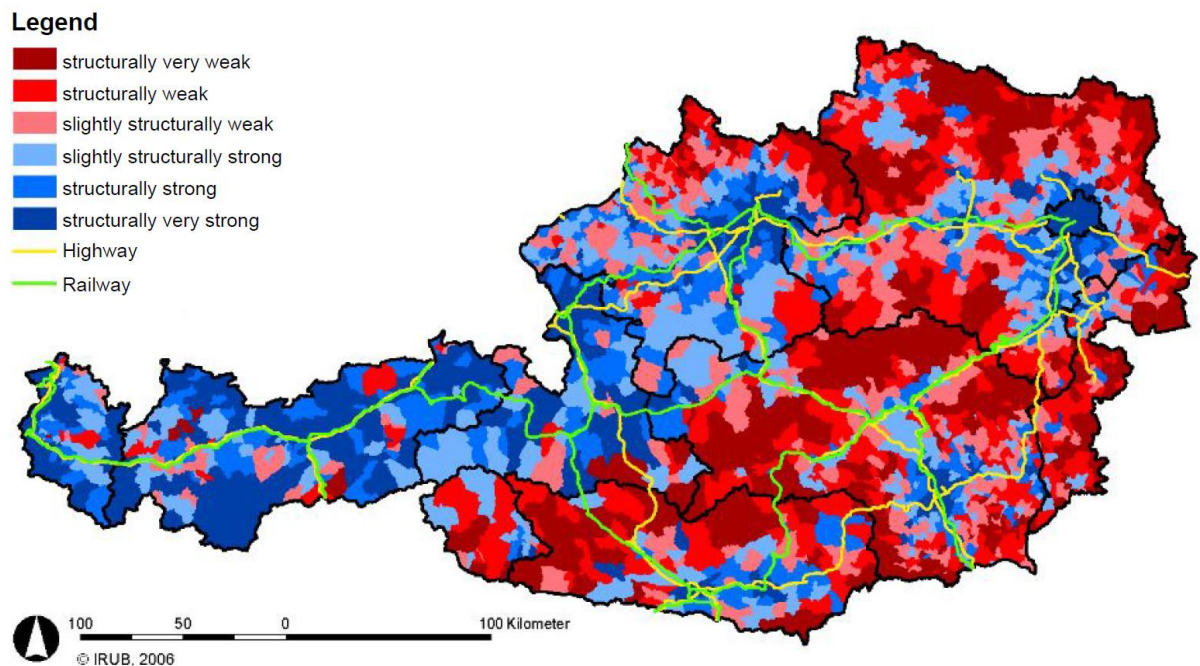 Legend
structurally very weak
structurally weak
slightly structurally weak
slightly structurally strong
structurally strong
structurally very strong
Highway
Railway
100 50 0 100 Kilometer
© IRUB, 2006